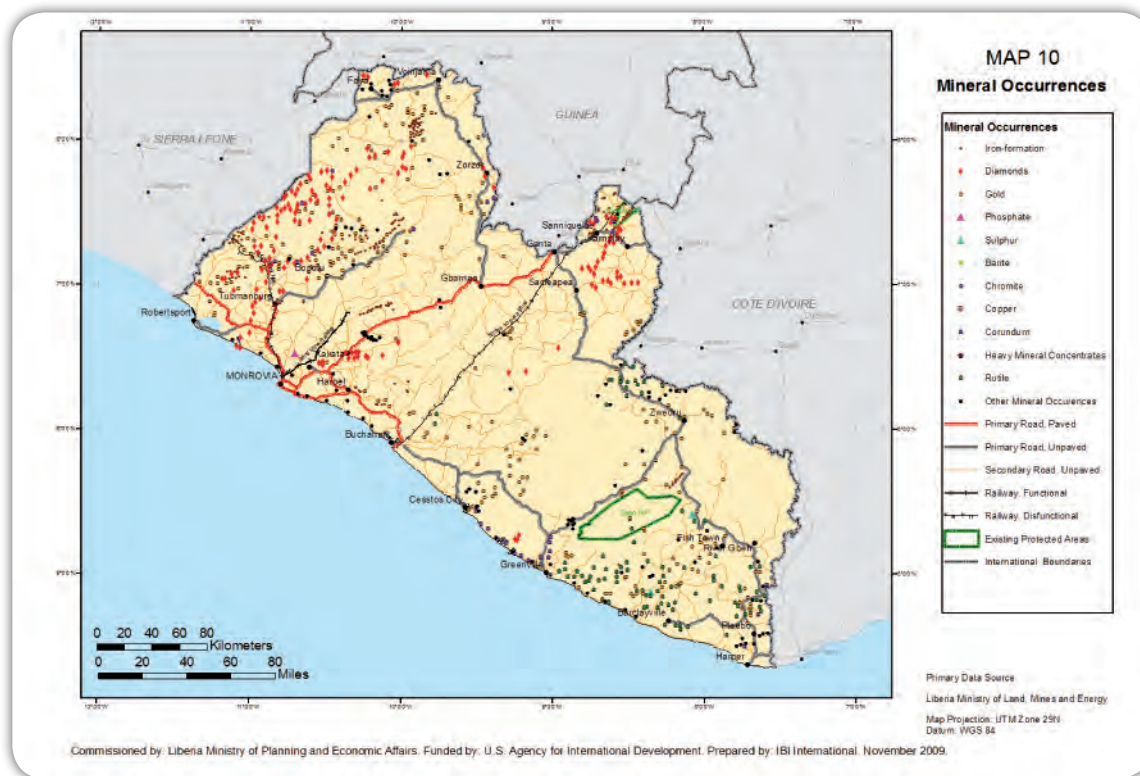 MAP 10
Mineral Occurrences
Mineral Occurrences
Iron-formation
Diamonds
Gold
Phosphate
Sulphur
Barite
Chromite
Copper
Corundum
Heavy Mineral Concentrates
Rutile
Other Mineral Occurences
Primary Road, Paved
Primary Road, Unpaved
Secondary Road, Unpaved
Railway, Functional
Railway, Disfunctional
Existing Protected Areas
International Boundaries
SIERRA LEONE
GUINEA
COTE D'IVOIRE
Foya
Voinjama
Zorzor
Sanniquellie
Ganta
Saclepea
Gbarnga
Bopolu
Tubmanburg
Robertsport
Kakata
MONROVIA
Harbel
Buchanan
Zwedru
Cesstos City
Greenville
Fish Town
River Gbeh
Barclayville
Pleebo
Harper
0 20 40 60 80
Kilometers
0 20 40 60 80
Miles
Primary Data Source
Liberia Ministry of Land, Mines and Energy
Map Projection: UTM Zone 29N
Datum: WGS 84
Commissioned by: Liberia Ministry of Planning and Economic Affairs. Funded by: U.S. Agency for International Development. Prepared by: IBI International. November 2009.